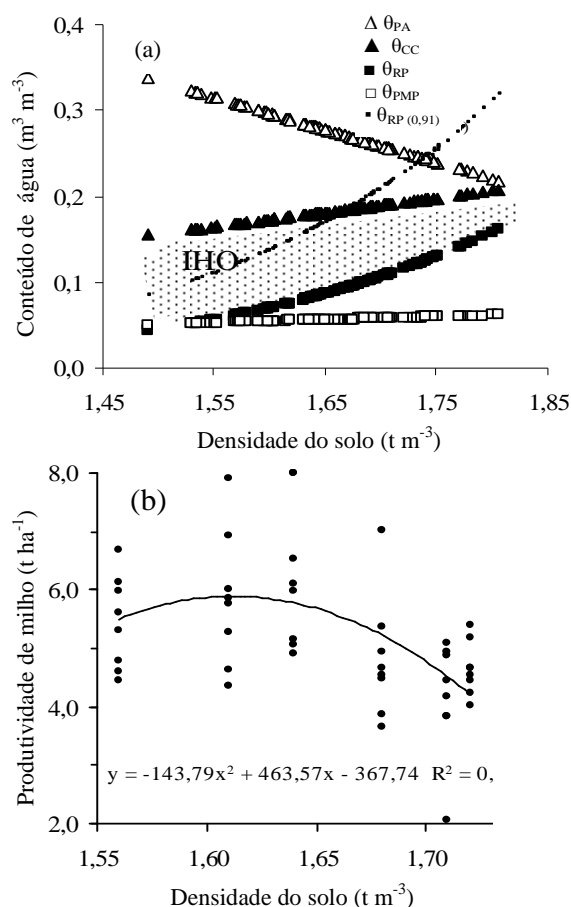 (a)
θPA
θCC
θRP
θPMP
θRP (0,91)
Conteúdo de água (m³ m⁻³)
0,4
0,3
0,2
0,1
0,0
IHO
1,45 1,55 1,65 1,75 1,85
Densidade do solo (t m⁻³)
(b)
Produtividade de milho (t ha⁻¹)
8,0
6,0
4,0
2,0
y = -143,79x² + 463,57x - 367,74 R² = 0,
1,55 1,60 1,65 1,70
Densidade do solo (t m⁻³)